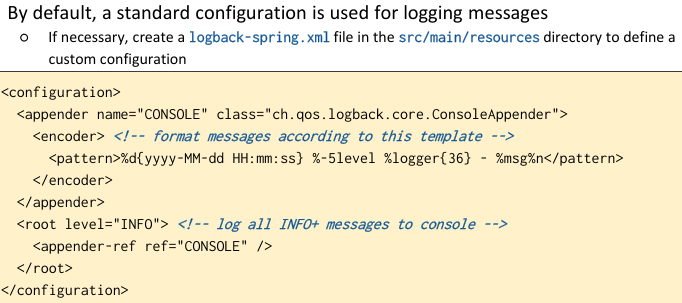 By default, a standard configuration is used for logging messages
○ If necessary, create a logback-spring.xml file in the src/main/resources directory to define a
custom configuration
<configuration>
  <appender name="CONSOLE" class="ch.qos.logback.core.ConsoleAppender">
    <encoder> <!-- format messages according to this template -->
      <pattern>%d{yyyy-MM-dd HH:mm:ss} %-5level %logger{36} - %msg%n</pattern>
    </encoder>
  </appender>
  <root level="INFO"> <!-- log all INFO+ messages to console -->
    <appender-ref ref="CONSOLE" />
  </root>
</configuration>